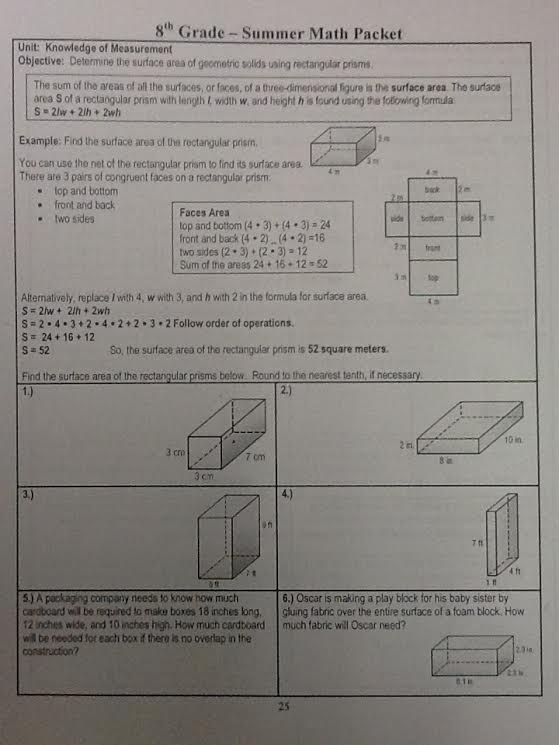 8th Grade – Summer Math Packet
Unit: Knowledge of Measurement
Objective: Determine the surface area of geometric solids using rectangular prisms.
The sum of the areas of all the surfaces, or faces, of a three-dimensional figure is the surface area. The surface
area S of a rectangular prism with length l, width w, and height h is found using the following formula:
S = 2lw + 2lh + 2wh
Example: Find the surface area of the rectangular prism.
2 m
3 m
4 m
You can use the net of the rectangular prism to find its surface area.
There are 3 pairs of congruent faces on a rectangular prism:
• top and bottom
• front and back
• two sides
Faces Area
top and bottom (4 • 3) + (4 • 3) = 24
front and back (4 • 2) _ (4 • 2) =16
two sides (2 • 3) + (2 • 3) = 12
Sum of the areas 24 + 16 + 12 = 52
4 m
back 2 m
2 m
side bottom side 3 m
2 m front
3 m top
4 m
Alternatively, replace l with 4, w with 3, and h with 2 in the formula for surface area.
S = 2lw + 2lh + 2wh
S = 2 • 4 • 3 + 2 • 4 • 2 + 2 • 3 • 2 Follow order of operations.
S = 24 + 16 + 12
S = 52 So, the surface area of the rectangular prism is 52 square meters.
Find the surface area of the rectangular prisms below. Round to the nearest tenth, if necessary.
1.)
3 cm
7 cm
3 cm
2.)
2 in.
10 in.
8 in.
3.)
ft
7 ft
ft
4.)
7 ft
4 ft
1 ft
5.) A packaging company needs to know how much
cardboard will be required to make boxes 18 inches long,
12 inches wide, and 10 inches high. How much cardboard
will be needed for each box if there is no overlap in the
construction?
6.) Oscar is making a play block for his baby sister by
gluing fabric over the entire surface of a foam block. How
much fabric will Oscar need?
2.3 in.
in.
in.
25